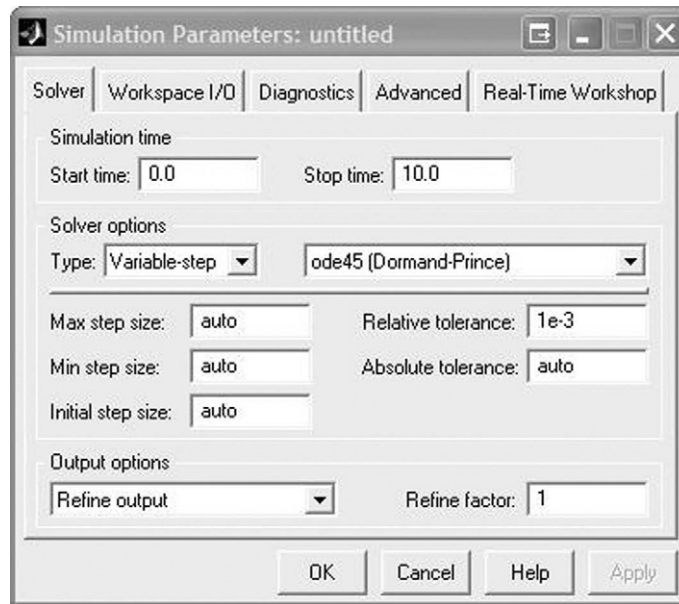 Simulation Parameters: untitled
Solver Workspace I/O Diagnostics Advanced Real-Time Workshop
Simulation time
Start time: 0.0 Stop time: 10.0
Solver options
Type: Variable-step ode45 (Dormand-Prince)
Max step size: auto Relative tolerance: 1e-3
Min step size: auto Absolute tolerance: auto
Initial step size: auto
Output options
Refine output Refine factor: 1
OK Cancel Help Apply